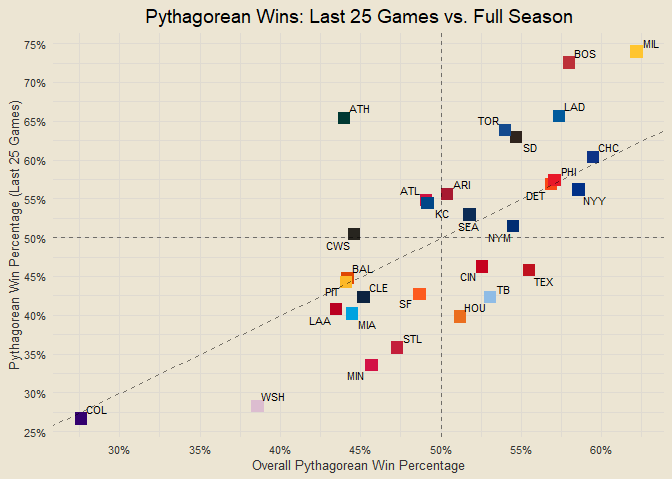 Pythagorean Wins: Last 25 Games vs. Full Season
Pythagorean Win Percentage (Last 25 Games)
75%
70%
65%
60%
55%
50%
45%
40%
35%
30%
25%
MIL
BOS
LAD
ATH
TOR
SD
CHC
PHI
DET
NYY
ATL
ARI
KC
SEA
NYM
CWS
BAL
PIT
CIN
TEX
CLE
SF
TB
LAA
MIA
HOU
STL
MIN
WSH
COL
30%
35%
40%
45%
50%
55%
60%
Overall Pythagorean Win Percentage